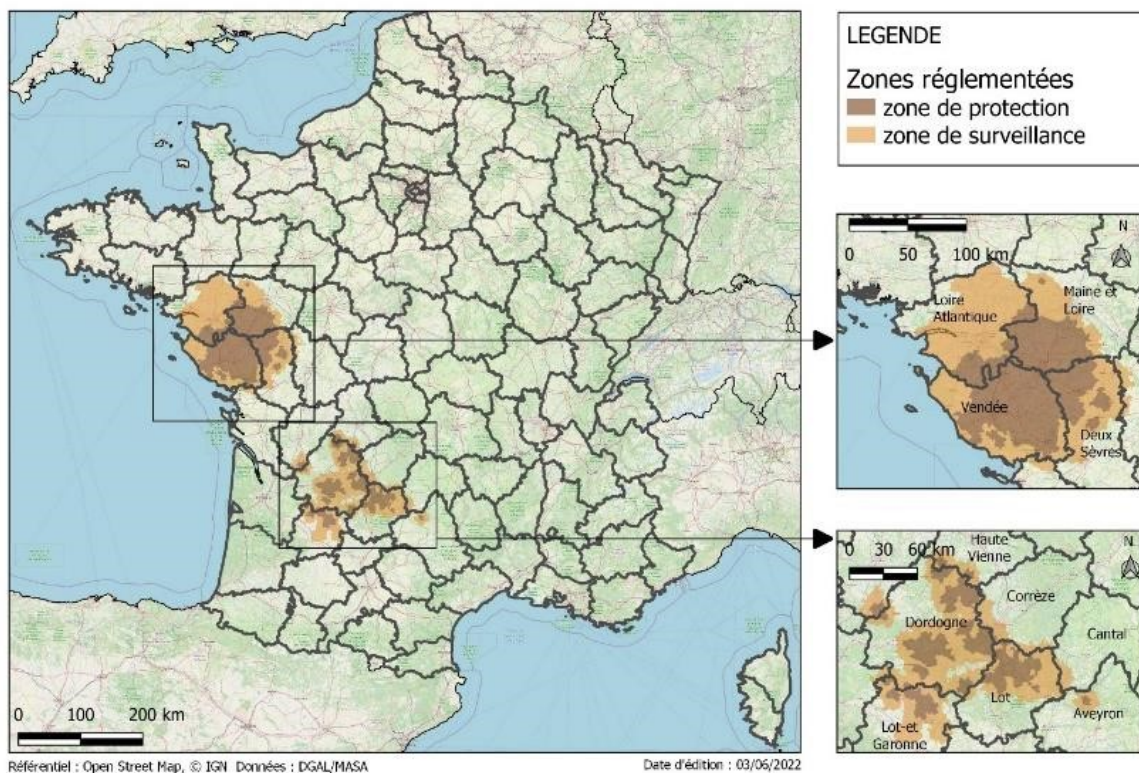 LEGENDE
Zones réglementées
zone de protection
zone de surveillance
0 100 200 km
Référentiel : Open Street Map, © IGN Données : DGAL/MASA
Date d'édition : 03/06/2022
N
0 50 100 km
Loire
Atlantique
Maine et
Loire
Vendée
Deux
Sèvres
N
0 30 60 km
Haute
Vienne
Corrèze
Dordogne
Cantal
Lot
Aveyron
Lot-et
Garonne